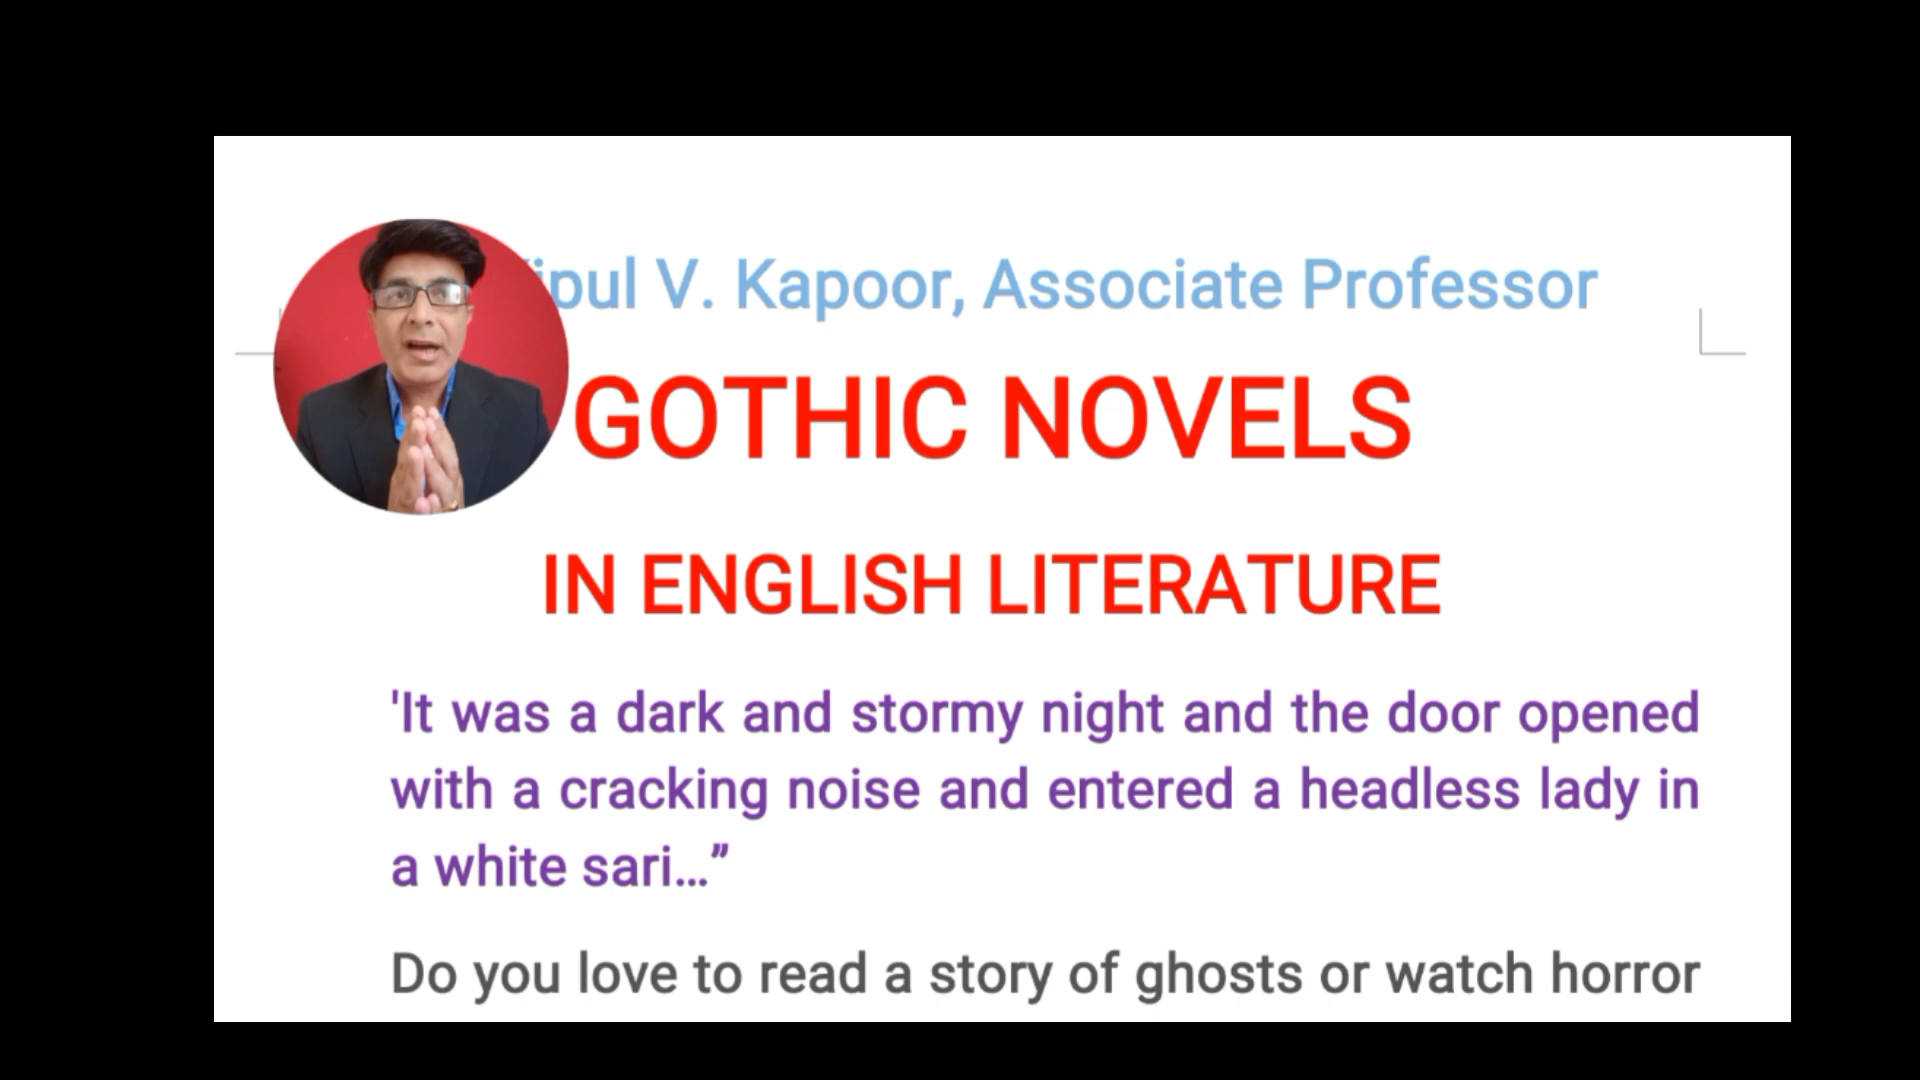 ipul V. Kapoor, Associate Professor
GOTHIC NOVELS
IN ENGLISH LITERATURE
'It was a dark and stormy night and the door opened
with a cracking noise and entered a headless lady in
a white sari...”
Do you love to read a story of ghosts or watch horror